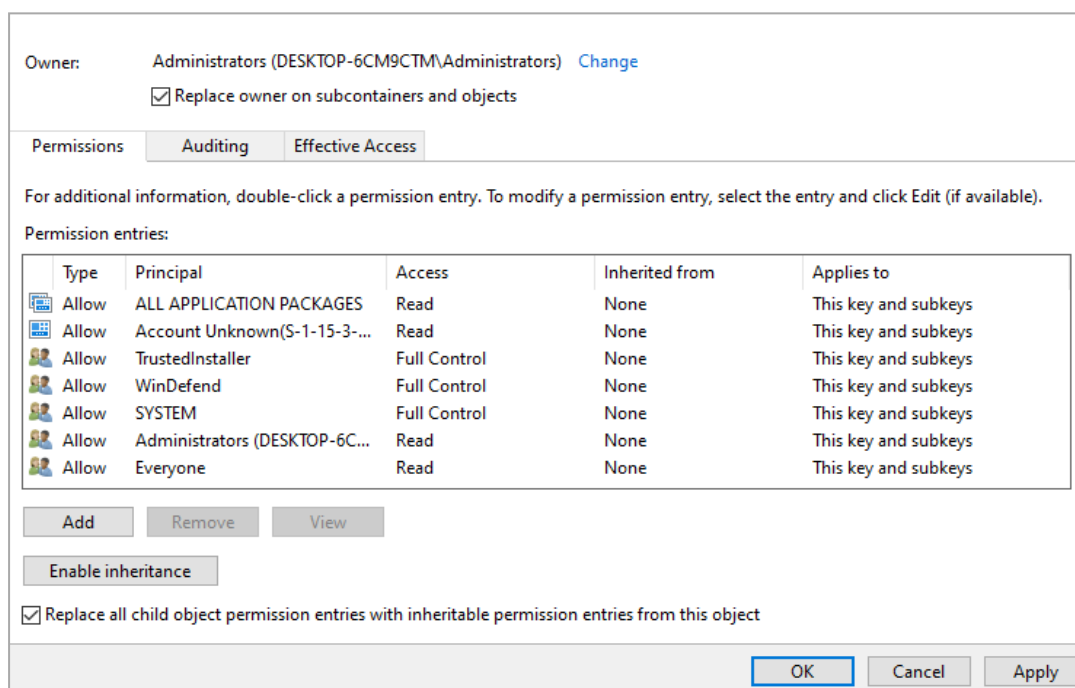 Owner: Administrators (DESKTOP-6CM9CTM\Administrators) Change
Replace owner on subcontainers and objects
Permissions Auditing Effective Access
For additional information, double-click a permission entry. To modify a permission entry, select the entry and click Edit (if available).
Permission entries:
Type Principal Access Inherited from Applies to
Allow ALL APPLICATION PACKAGES Read None This key and subkeys
Allow Account Unknown(S-1-15-3-... Read None This key and subkeys
Allow TrustedInstaller Full Control None This key and subkeys
Allow WinDefend Full Control None This key and subkeys
Allow SYSTEM Full Control None This key and subkeys
Allow Administrators (DESKTOP-6C... Read None This key and subkeys
Allow Everyone Read None This key and subkeys
Add Remove View
Enable inheritance
Replace all child object permission entries with inheritable permission entries from this object
OK Cancel Apply